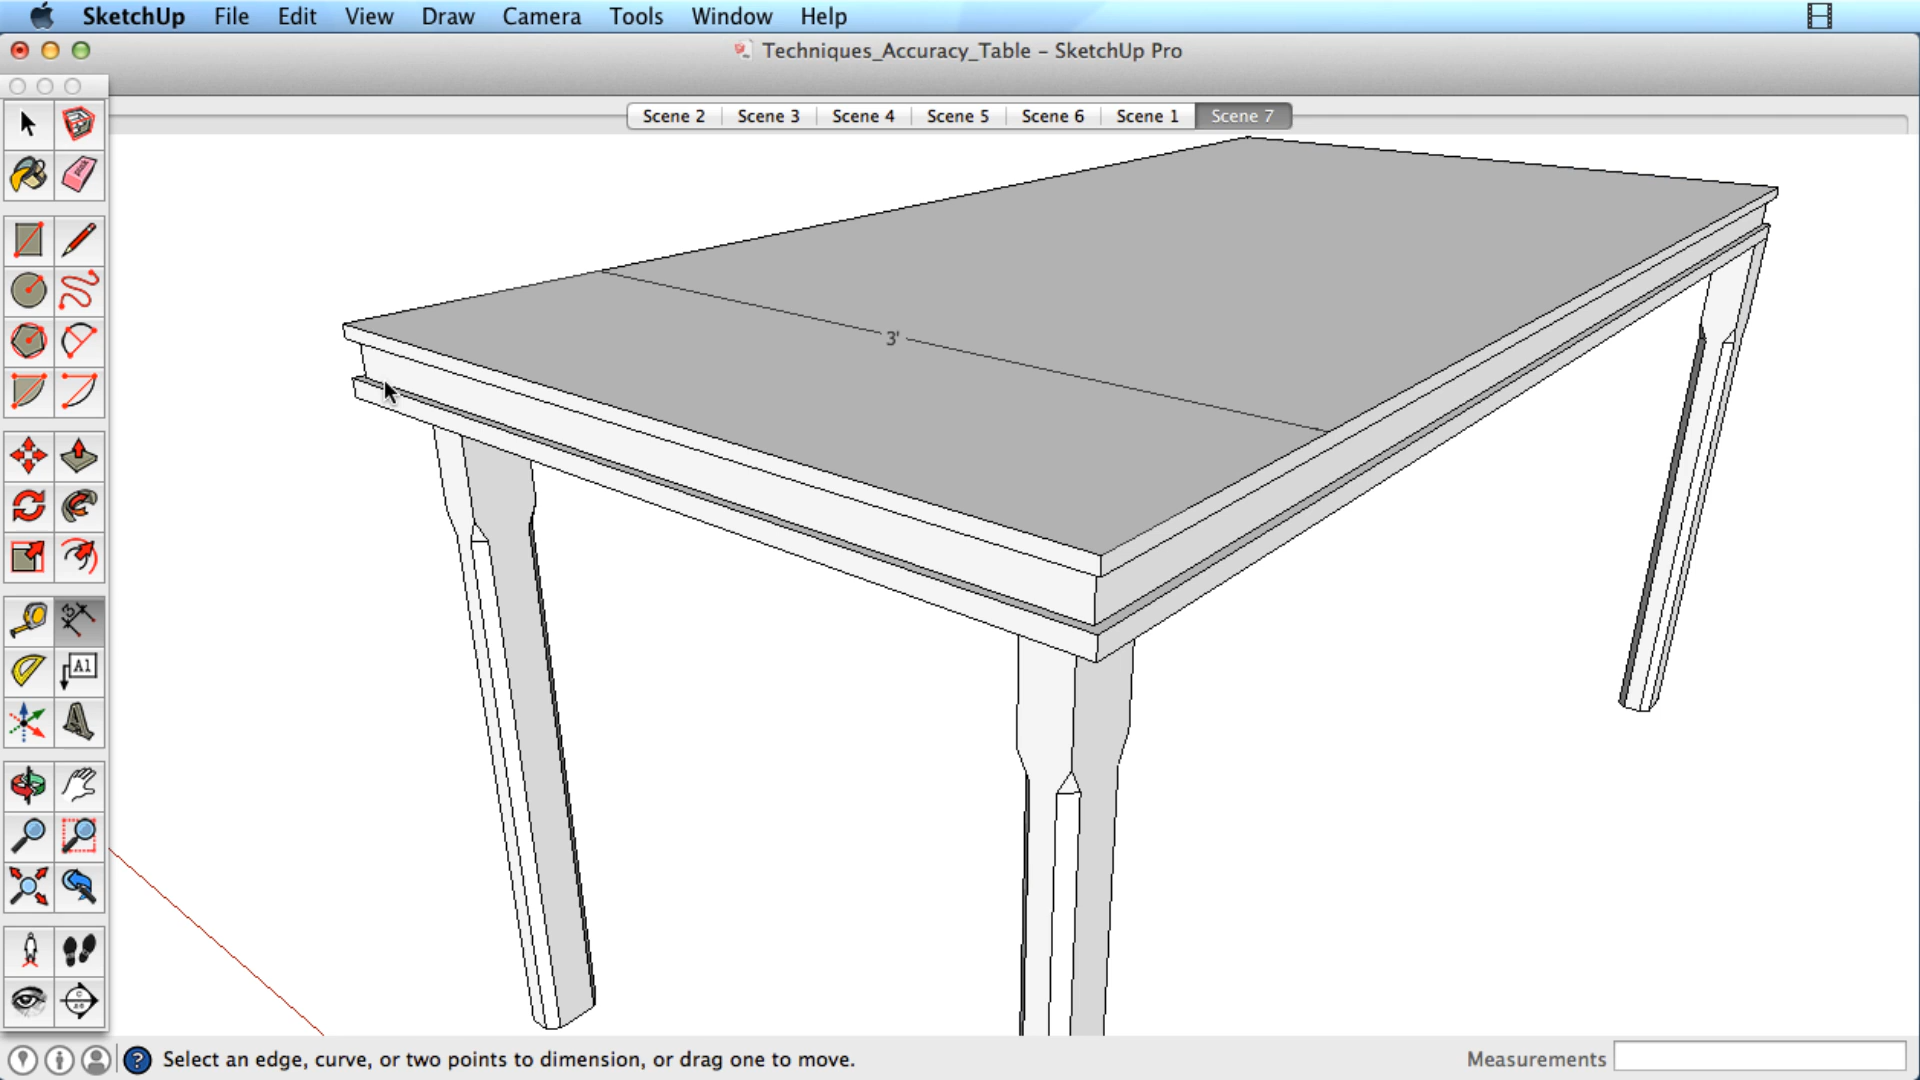 SketchUp File Edit View Draw Camera Tools Window Help
Techniques_Accuracy_Table – SketchUp Pro
Scene 2 Scene 3 Scene 4 Scene 5 Scene 6 Scene 1 Scene 7
3'
A1
Select an edge, curve, or two points to dimension, or drag one to move.
Measurements